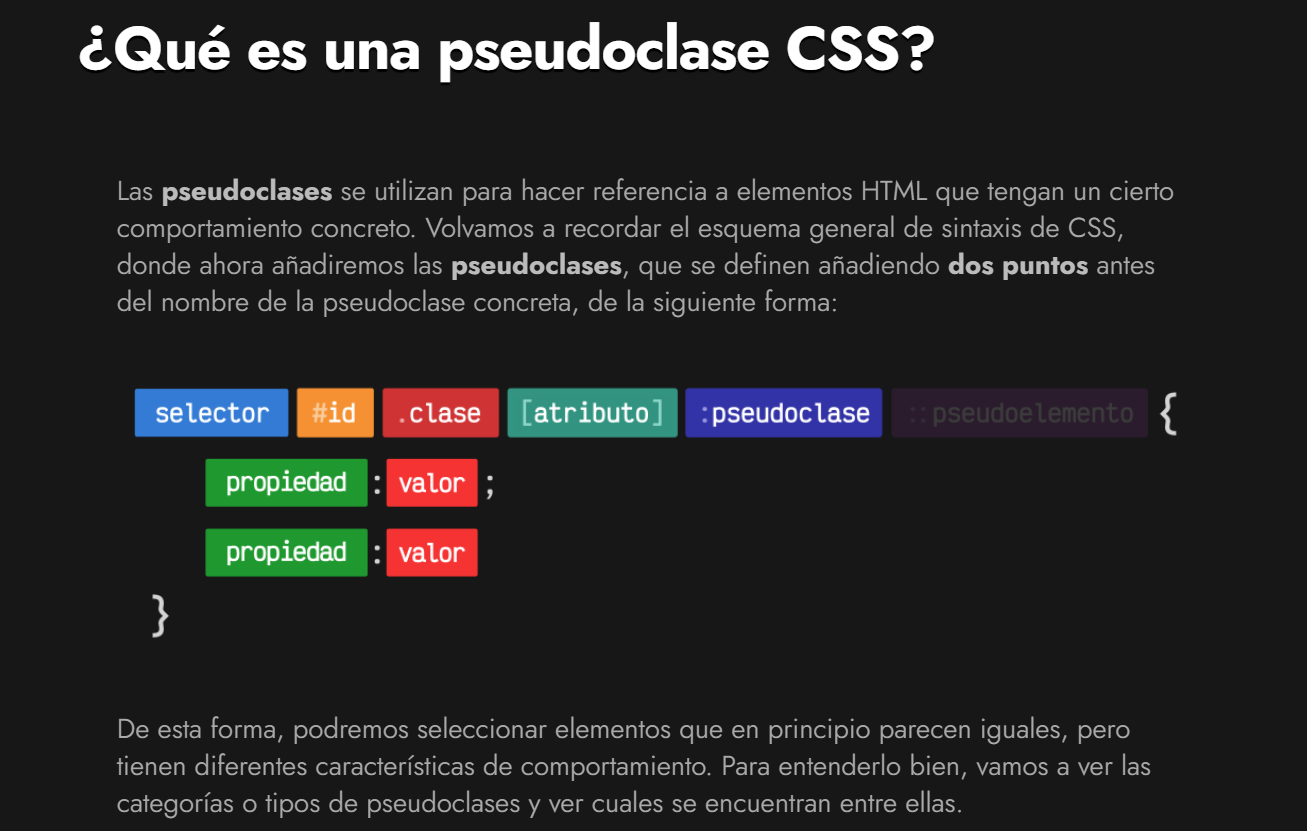 ¿Qué es una pseudoclase CSS?
Las pseudoclases se utilizan para hacer referencia a elementos HTML que tengan un cierto
comportamiento concreto. Volvamos a recordar el esquema general de sintaxis de CSS,
donde ahora añadiremos las pseudoclases, que se definen añadiendo dos puntos antes
del nombre de la pseudoclase concreta, de la siguiente forma:
selector #id .clase [atributo] :pseudoclase ::pseudoelemento {
propiedad : valor ;
propiedad : valor
}
De esta forma, podremos seleccionar elementos que en principio parecen iguales, pero
tienen diferentes características de comportamiento. Para entenderlo bien, vamos a ver las
categorías o tipos de pseudoclases y ver cuales se encuentran entre ellas.